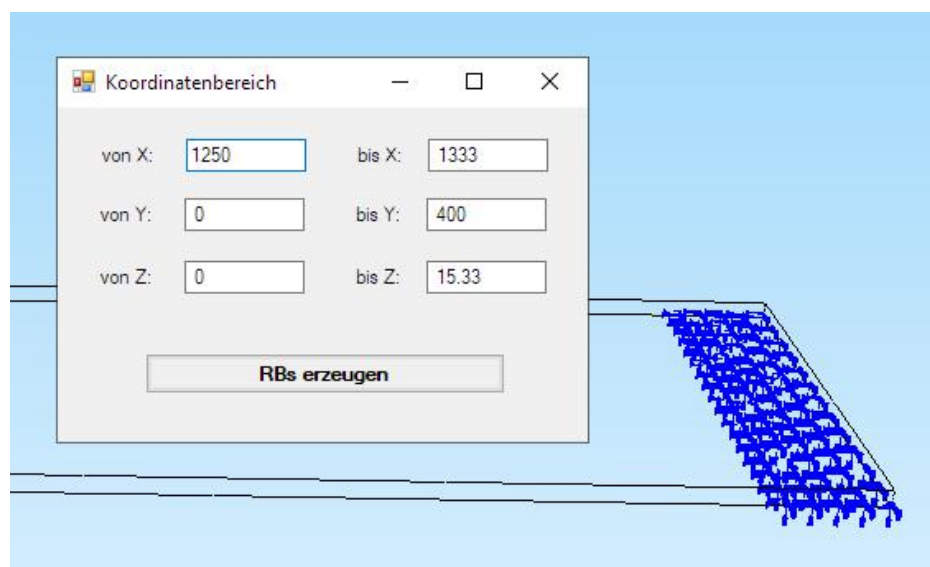 Koordinatenbereich
von X: 1250 bis X: 1333
von Y: 0 bis Y: 400
von Z: 0 bis Z: 15.33
RBs erzeugen